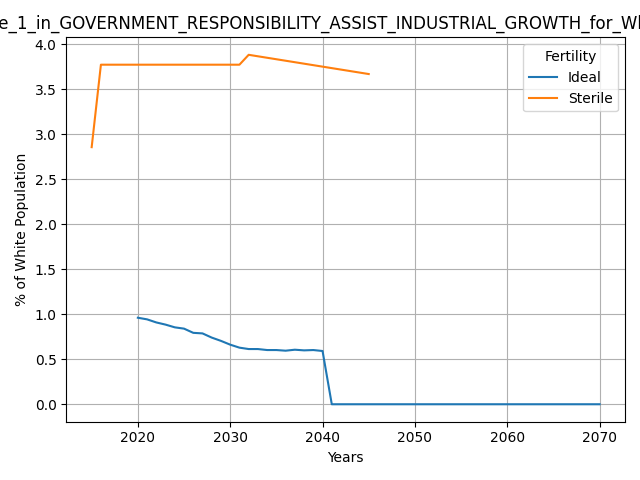 e_1_in_GOVERNMENT_RESPONSIBILITY_ASSIST_INDUSTRIAL_GROWTH_for_W
4.0
3.5
3.0
2.5
2.0
1.5
1.0
0.5
0.0
% of White Population
Fertility
Ideal
Sterile
2020 2030 2040 2050 2060 2070
Years